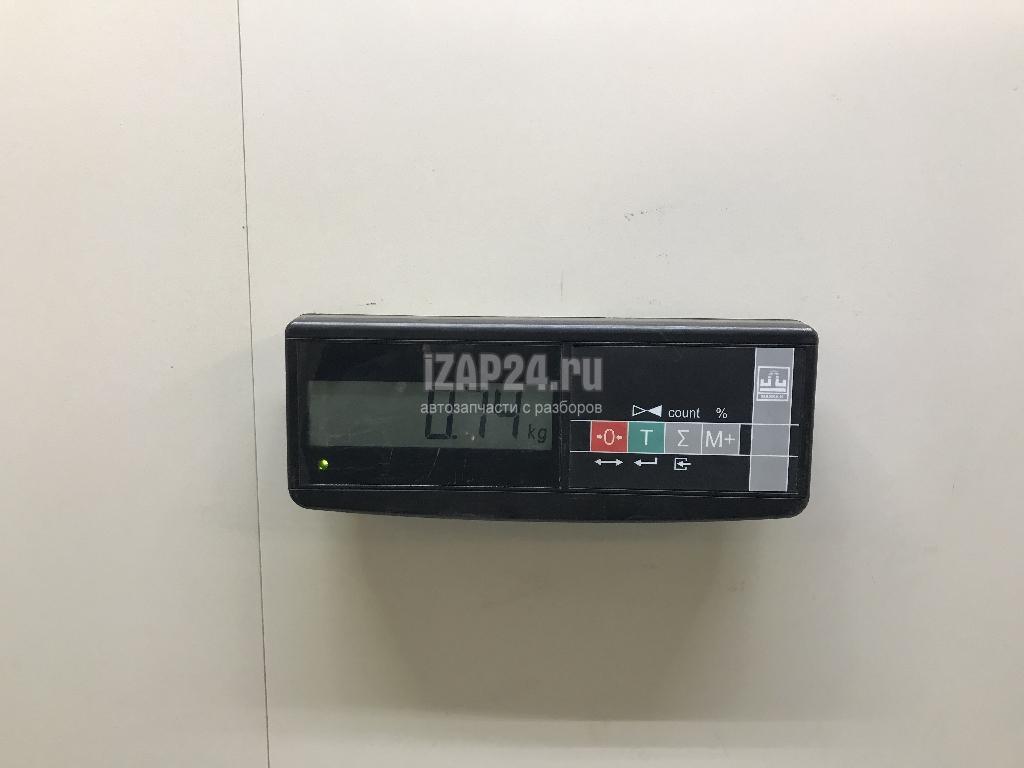 iZAP24.ru
автозапчасти с разборов
0.14 kg
count %
0 T Σ M+